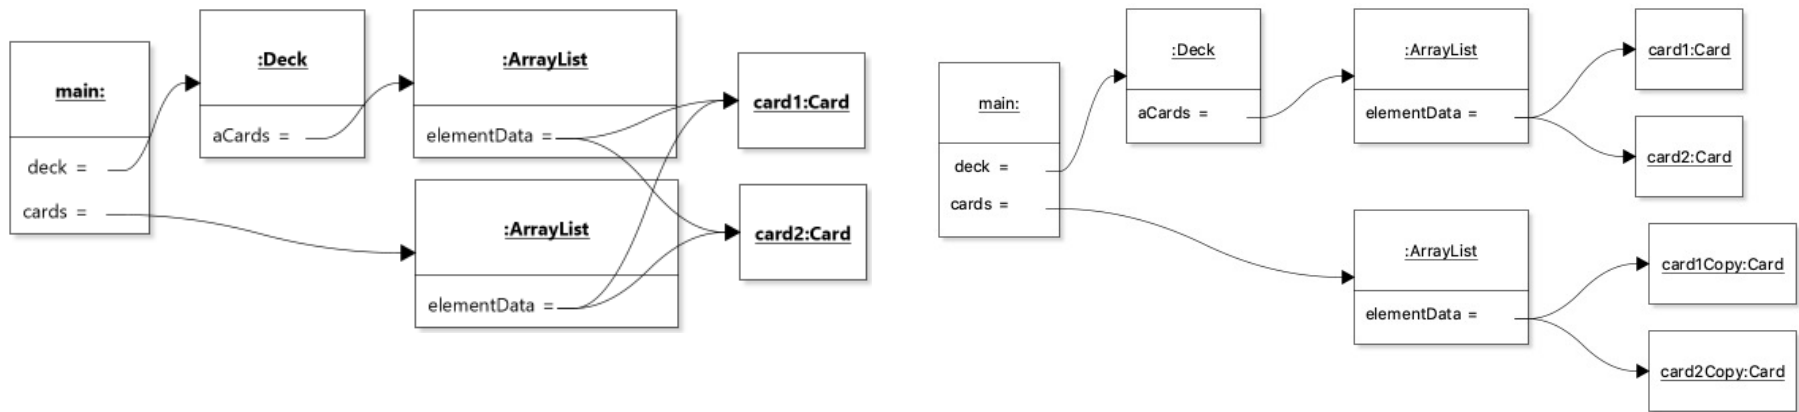 main:
deck =
cards =
:Deck
aCards =
:ArrayList
elementData =
:ArrayList
elementData =
card1:Card
card2:Card
main:
deck =
cards =
:Deck
aCards =
:ArrayList
elementData =
card1:Card
card2:Card
:ArrayList
elementData =
card1Copy:Card
card2Copy:Card